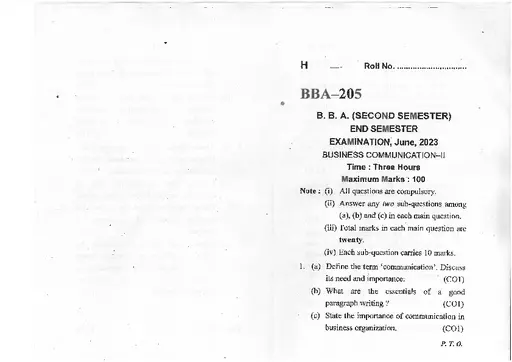 H Roll No. ..............................
BBA–205
B. B. A. (SECOND SEMESTER)
END SEMESTER
EXAMINATION, June, 2023
BUSINESS COMMUNICATION–II
Time : Three Hours
Maximum Marks : 100
Note : (i) All questions are compulsory.
(ii) Answer any two sub-questions among
(a), (b) and (c) in each main question.
(iii) Total marks in each main question are
twenty.
(iv) Each sub-question carries 10 marks.
1. (a) Define the term ‘communication’. Discuss
its need and importance. (CO1)
(b) What are the essentials of a good
paragraph writing ? (CO1)
(c) State the importance of communication in
business organization. (CO1)
P. T. O.